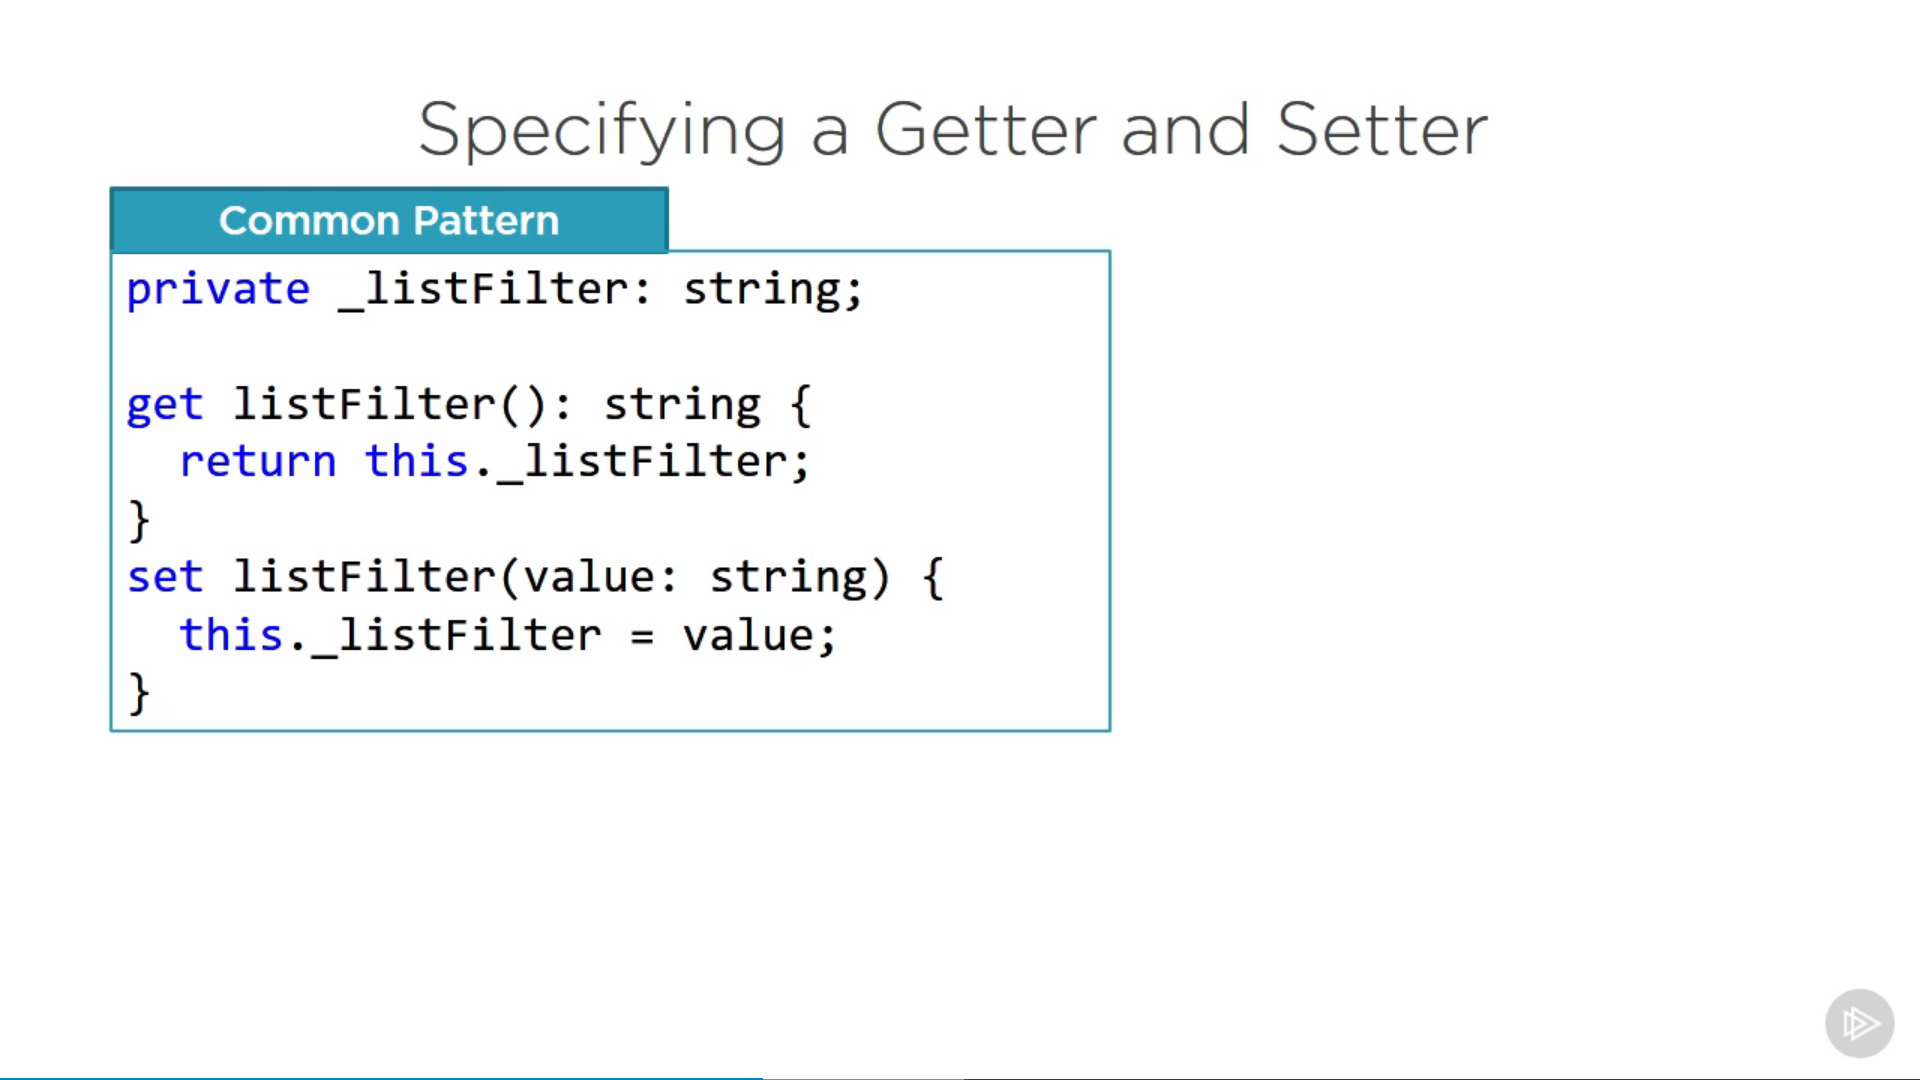 Specifying a Getter and Setter
Common Pattern
private _listFilter: string;
get listFilter(): string {
  return this._listFilter;
}
set listFilter(value: string) {
  this._listFilter = value;
}